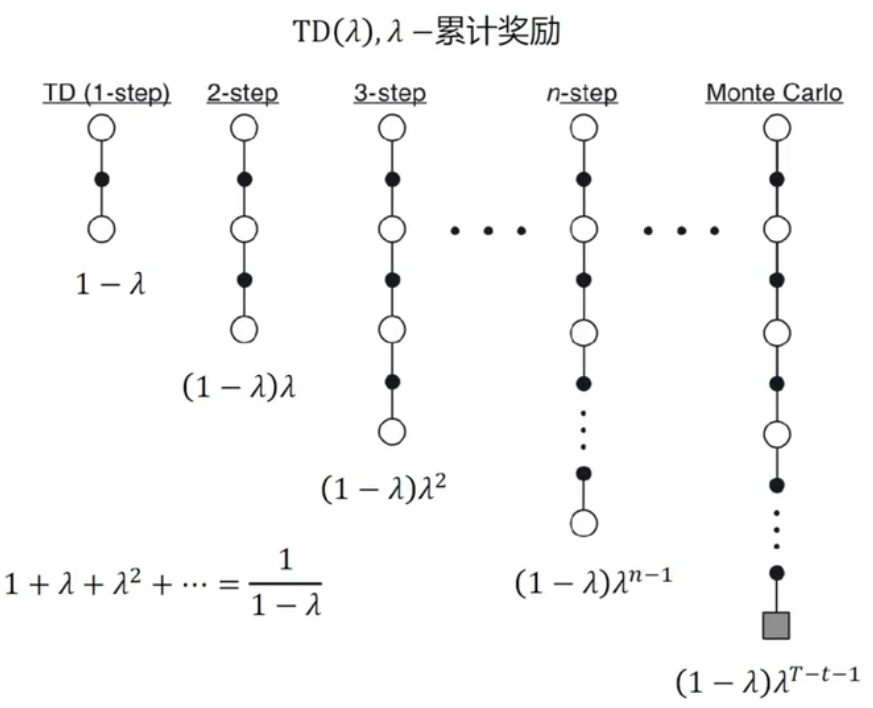 TD(λ), λ −累计奖励
TD (1-step) 2-step 3-step n-step Monte Carlo
1 − λ
(1 − λ)λ
(1 − λ)λ²
1 + λ + λ² + ⋯ = 1/(1 − λ)
(1 − λ)λⁿ⁻¹
(1 − λ)λ^{T−t−1}